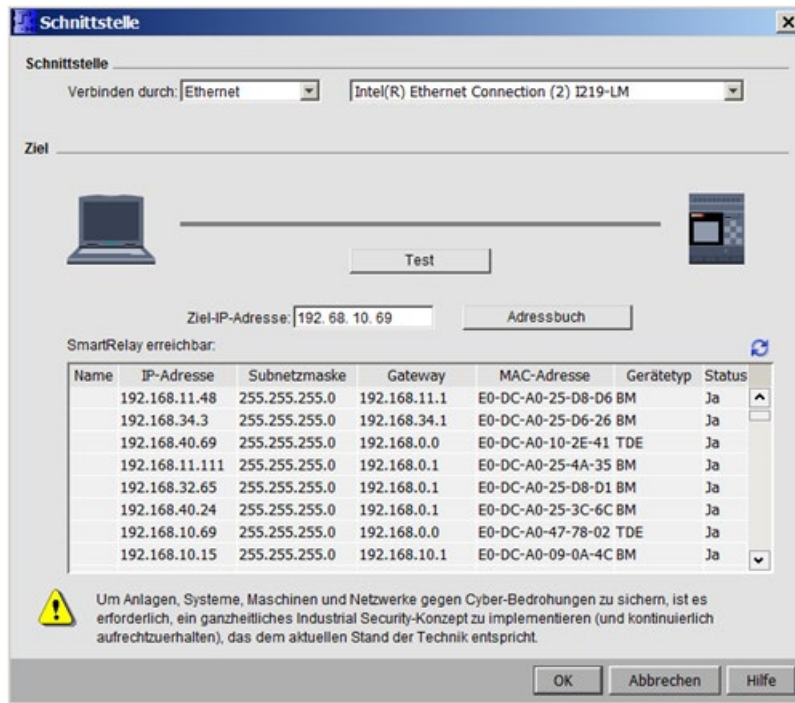 Schnittstelle
Schnittstelle
Verbinden durch: Ethernet Intel(R) Ethernet Connection (2) I219-LM
Ziel
Test
Ziel-IP-Adresse: 192. 68. 10. 69 Adressbuch
SmartRelay erreichbar:
Name IP-Adresse Subnetzmaske Gateway MAC-Adresse Gerätetyp Status
192.168.11.48 255.255.255.0 192.168.11.1 E0-DC-A0-25-D8-D6 BM Ja
192.168.34.3 255.255.255.0 192.168.34.1 E0-DC-A0-25-D6-26 BM Ja
192.168.40.69 255.255.255.0 192.168.0.0 E0-DC-A0-10-2E-41 TDE Ja
192.168.11.111 255.255.255.0 192.168.0.1 E0-DC-A0-25-4A-35 BM Ja
192.168.32.65 255.255.255.0 192.168.0.1 E0-DC-A0-25-D8-D1 BM Ja
192.168.40.24 255.255.255.0 192.168.0.1 E0-DC-A0-25-3C-6C BM Ja
192.168.10.69 255.255.255.0 192.168.0.0 E0-DC-A0-47-78-02 TDE Ja
192.168.10.15 255.255.255.0 192.168.10.1 E0-DC-A0-09-0A-4C BM Ja
Um Anlagen, Systeme, Maschinen und Netzwerke gegen Cyber-Bedrohungen zu sichern, ist es
erforderlich, ein ganzheitliches Industrial Security-Konzept zu implementieren (und kontinuierlich
aufrechtzuerhalten), das dem aktuellen Stand der Technik entspricht.
OK Abbrechen Hilfe